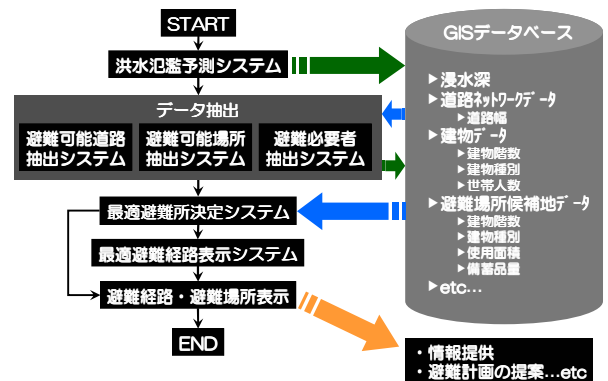 START
洪水氾濫予測システム
データ抽出
避難可能道路
抽出システム
避難可能場所
抽出システム
避難必要者
抽出システム
最適避難所決定システム
最適避難経路表示システム
避難経路・避難場所表示
END
GISデータベース
▶浸水深
▶道路ﾈｯﾄﾜｰｸﾃﾞｰﾀ
▶道路幅
▶建物ﾃﾞｰﾀ
▶建物階数
▶建物種別
▶世帯人数
▶避難場所候補地ﾃﾞｰﾀ
▶建物階数
▶建物種別
▶使用面積
▶備蓄品量
▶etc…
・情報提供
・避難計画の提案…etc